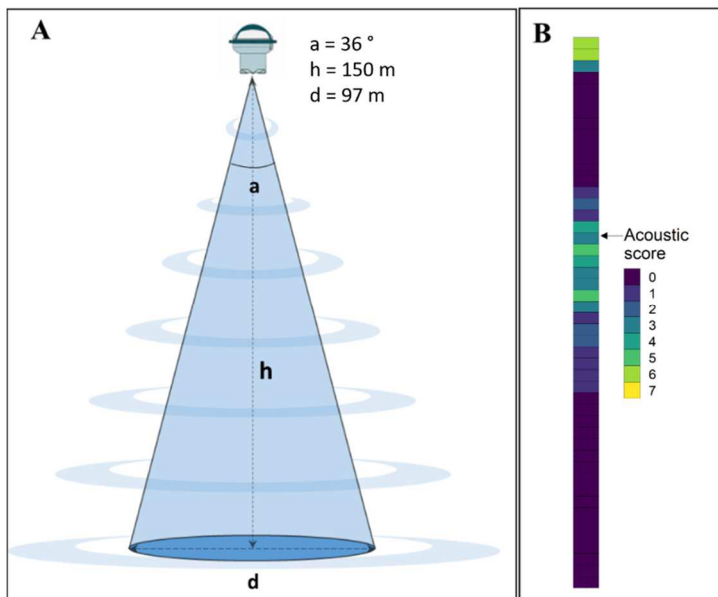 A
a = 36 °
h = 150 m
d = 97 m
a
h
d
B
Acoustic
score
0
1
2
3
4
5
6
7